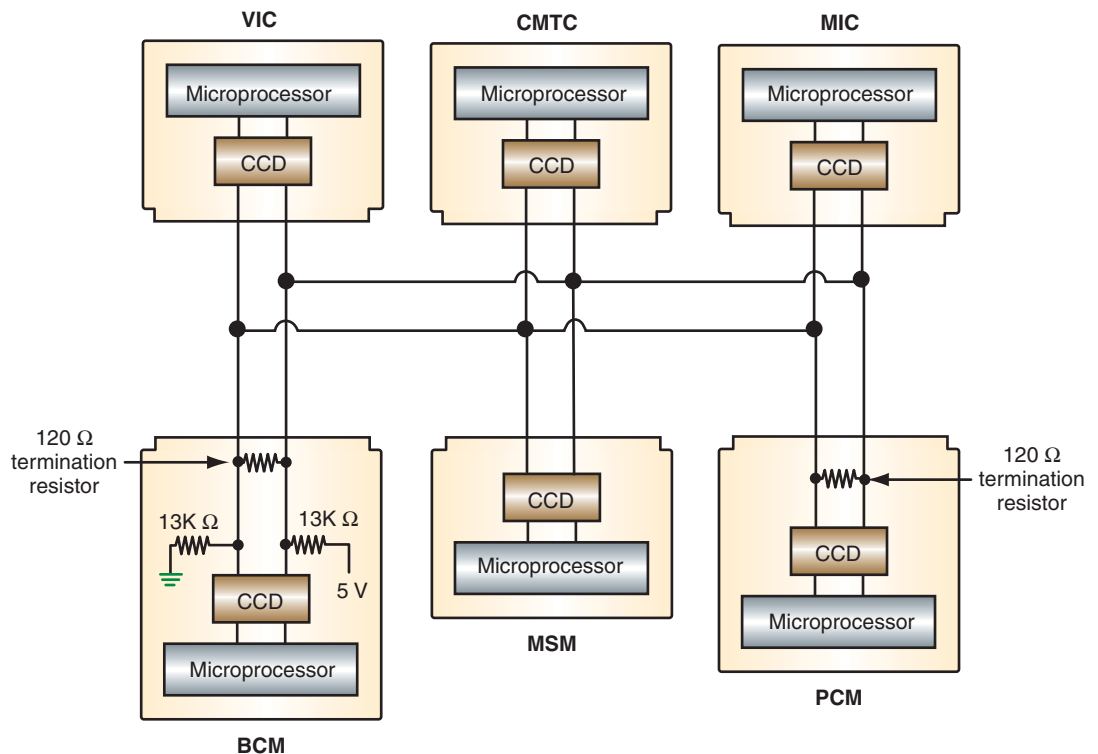 VIC
CMTC
MIC
Microprocessor
Microprocessor
Microprocessor
CCD
CCD
CCD
120 Ω
termination
resistor
120 Ω
termination
resistor
13K Ω
13K Ω
5 V
CCD
CCD
CCD
Microprocessor
Microprocessor
Microprocessor
MSM
PCM
BCM